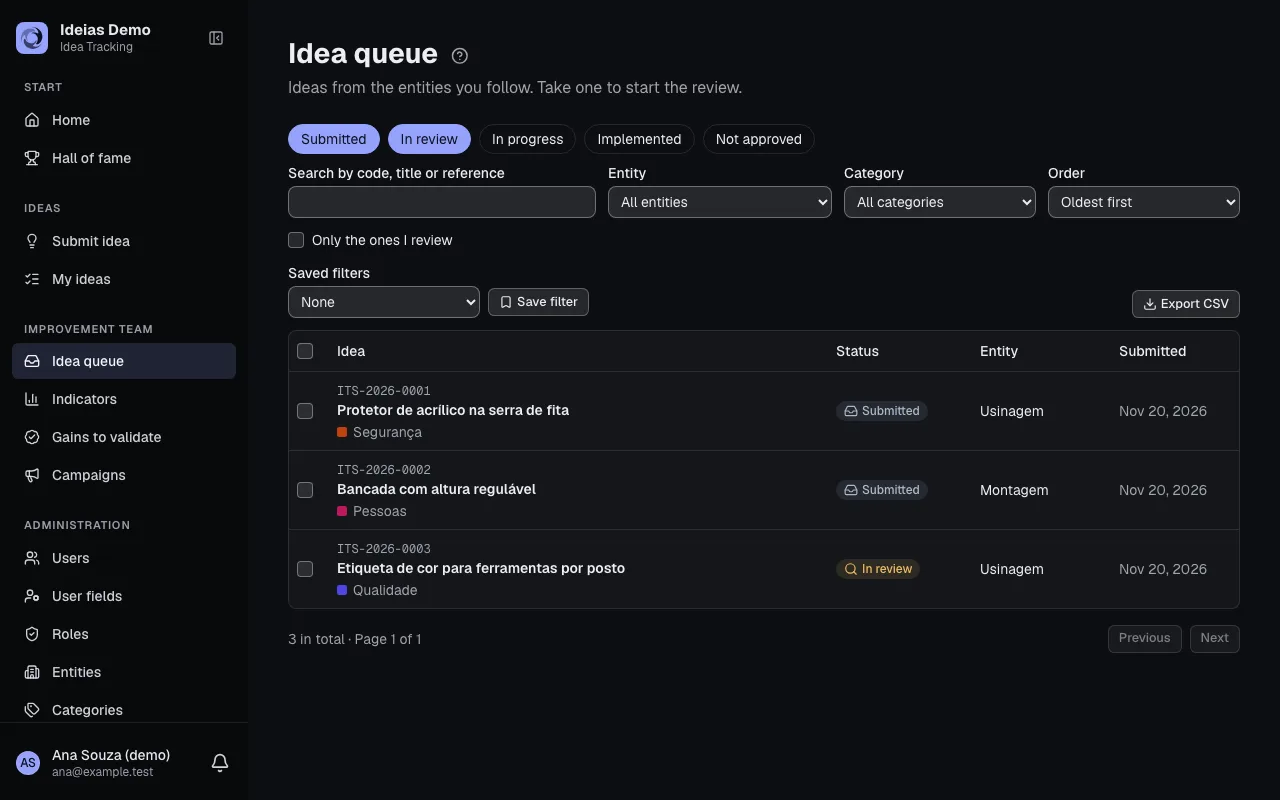 Ideias Demo
Idea Tracking
START
Home
Hall of fame
IDEAS
Submit idea
My ideas
IMPROVEMENT TEAM
Idea queue
Indicators
Gains to validate
Campaigns
ADMINISTRATION
Users
User fields
Roles
Entities
Categories
AS
Ana Souza (demo)
ana@example.test
Idea queue
Ideas from the entities you follow. Take one to start the review.
Submitted In review In progress Implemented Not approved
Search by code, title or reference Entity Category Order
All entities All categories Oldest first
Only the ones I review
Saved filters
None Save filter Export CSV
Idea Status Entity Submitted
ITS-2026-0001
Protetor de acrílico na serra de fita Submitted Usinagem Nov 20, 2026
Segurança
ITS-2026-0002
Bancada com altura regulável Submitted Montagem Nov 20, 2026
Pessoas
ITS-2026-0003
Etiqueta de cor para ferramentas por posto In review Usinagem Nov 20, 2026
Qualidade
3 in total · Page 1 of 1 Previous Next